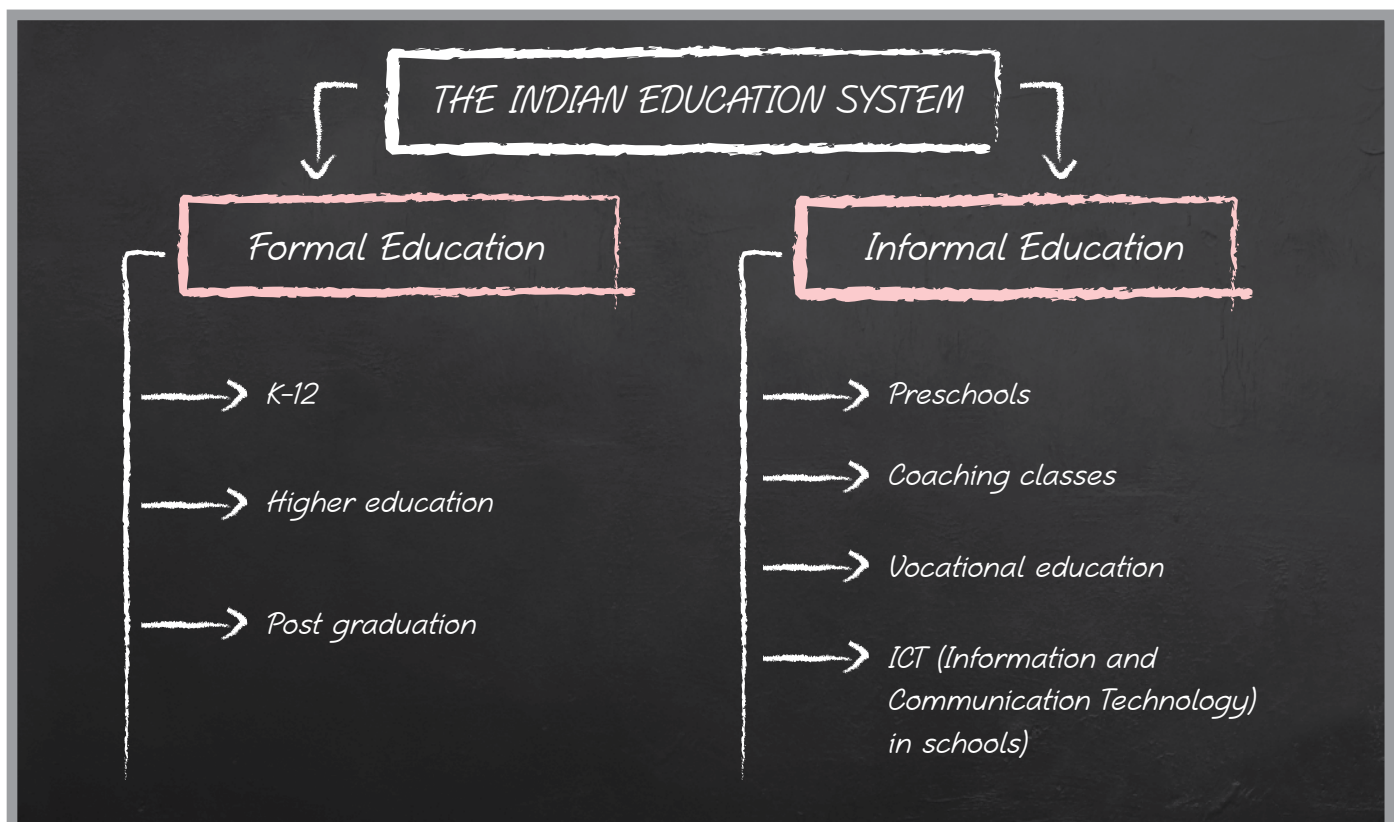 THE INDIAN EDUCATION SYSTEM
Formal Education
K-12
Higher education
Post graduation
Informal Education
Preschools
Coaching classes
Vocational education
ICT (Information and
Communication Technology)
in schools)